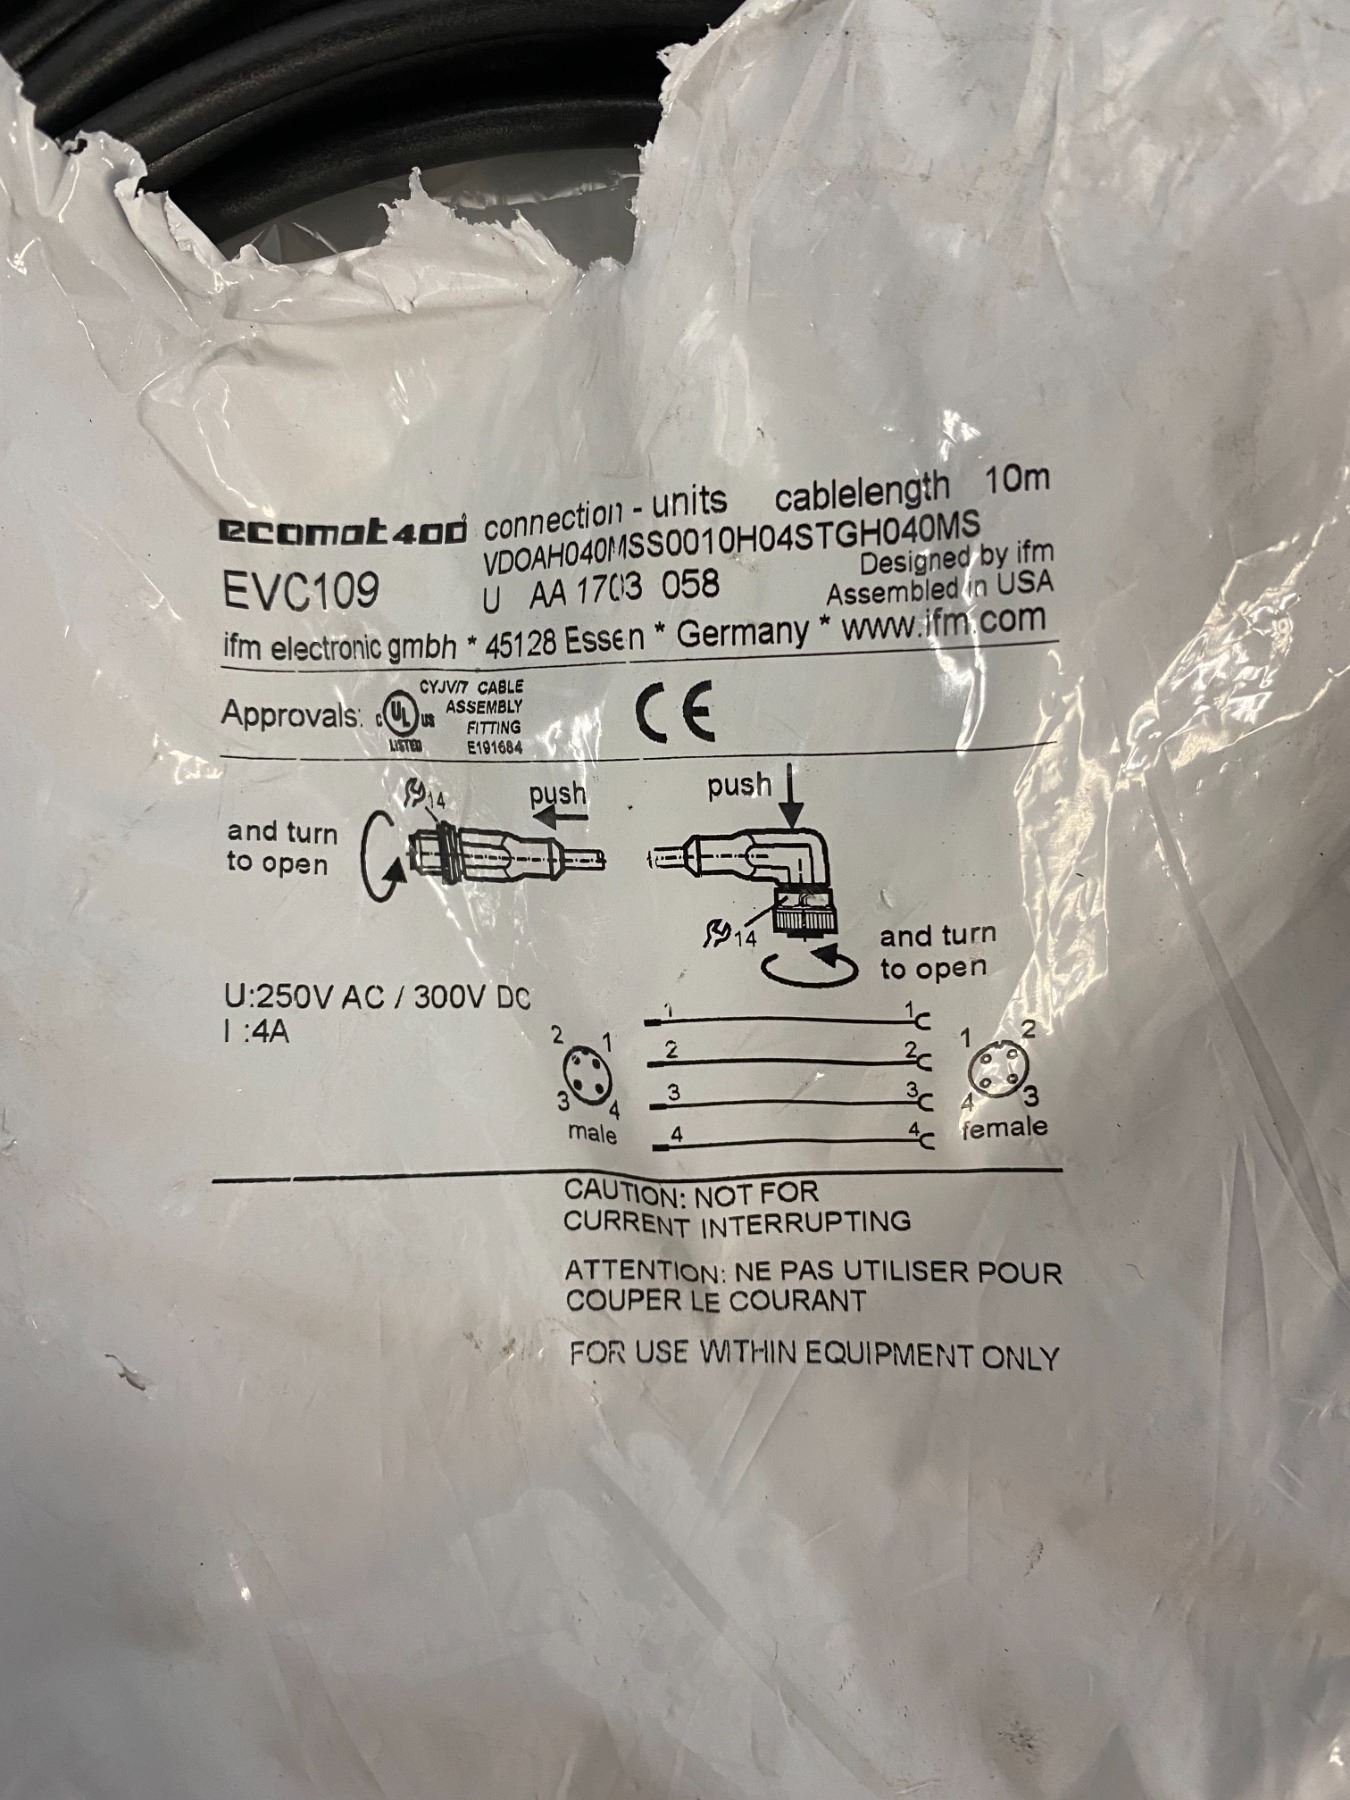 ecomat400 connection - units cablelength 10m
VDOAH040MSS0010H04STGH040MS
EVC109 U AA 1703 058 Designed by ifm
Assembled in USA
ifm electronic gmbh * 45128 Essen * Germany * www.ifm.com
Approvals: c UL us LISTED
CYJV/7 CABLE
ASSEMBLY
FITTING
E191684
CE
14
push
and turn
to open
push
14
and turn
to open
U:250V AC / 300V DC
I :4A
2 1
3 4
male
1 1
2 2
3 3
4 4
1 2
4 3
female
CAUTION: NOT FOR
CURRENT INTERRUPTING
ATTENTION: NE PAS UTILISER POUR
COUPER LE COURANT
FOR USE WITHIN EQUIPMENT ONLY